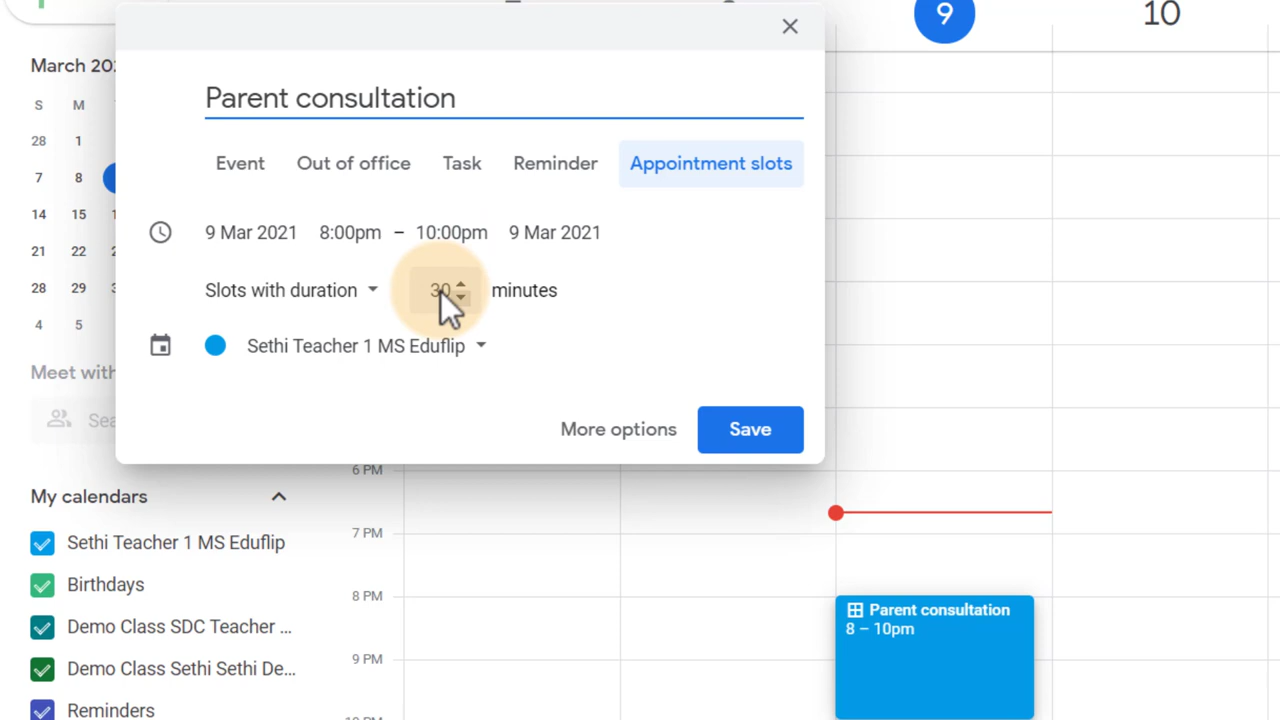 9
10
March 202
Parent consultation
S M
28 1
7 8
14 15
21 22
28 29
4 5
Event Out of office Task Reminder Appointment slots
9 Mar 2021 8:00pm – 10:00pm 9 Mar 2021
Slots with duration 30 minutes
Sethi Teacher 1 MS Eduflip
More options Save
Meet with
Sea
My calendars
Sethi Teacher 1 MS Eduflip
Birthdays
Demo Class SDC Teacher ...
Demo Class Sethi Sethi De...
Reminders
6 PM
7 PM
8 PM
9 PM
10 PM
Parent consultation
8 – 10pm